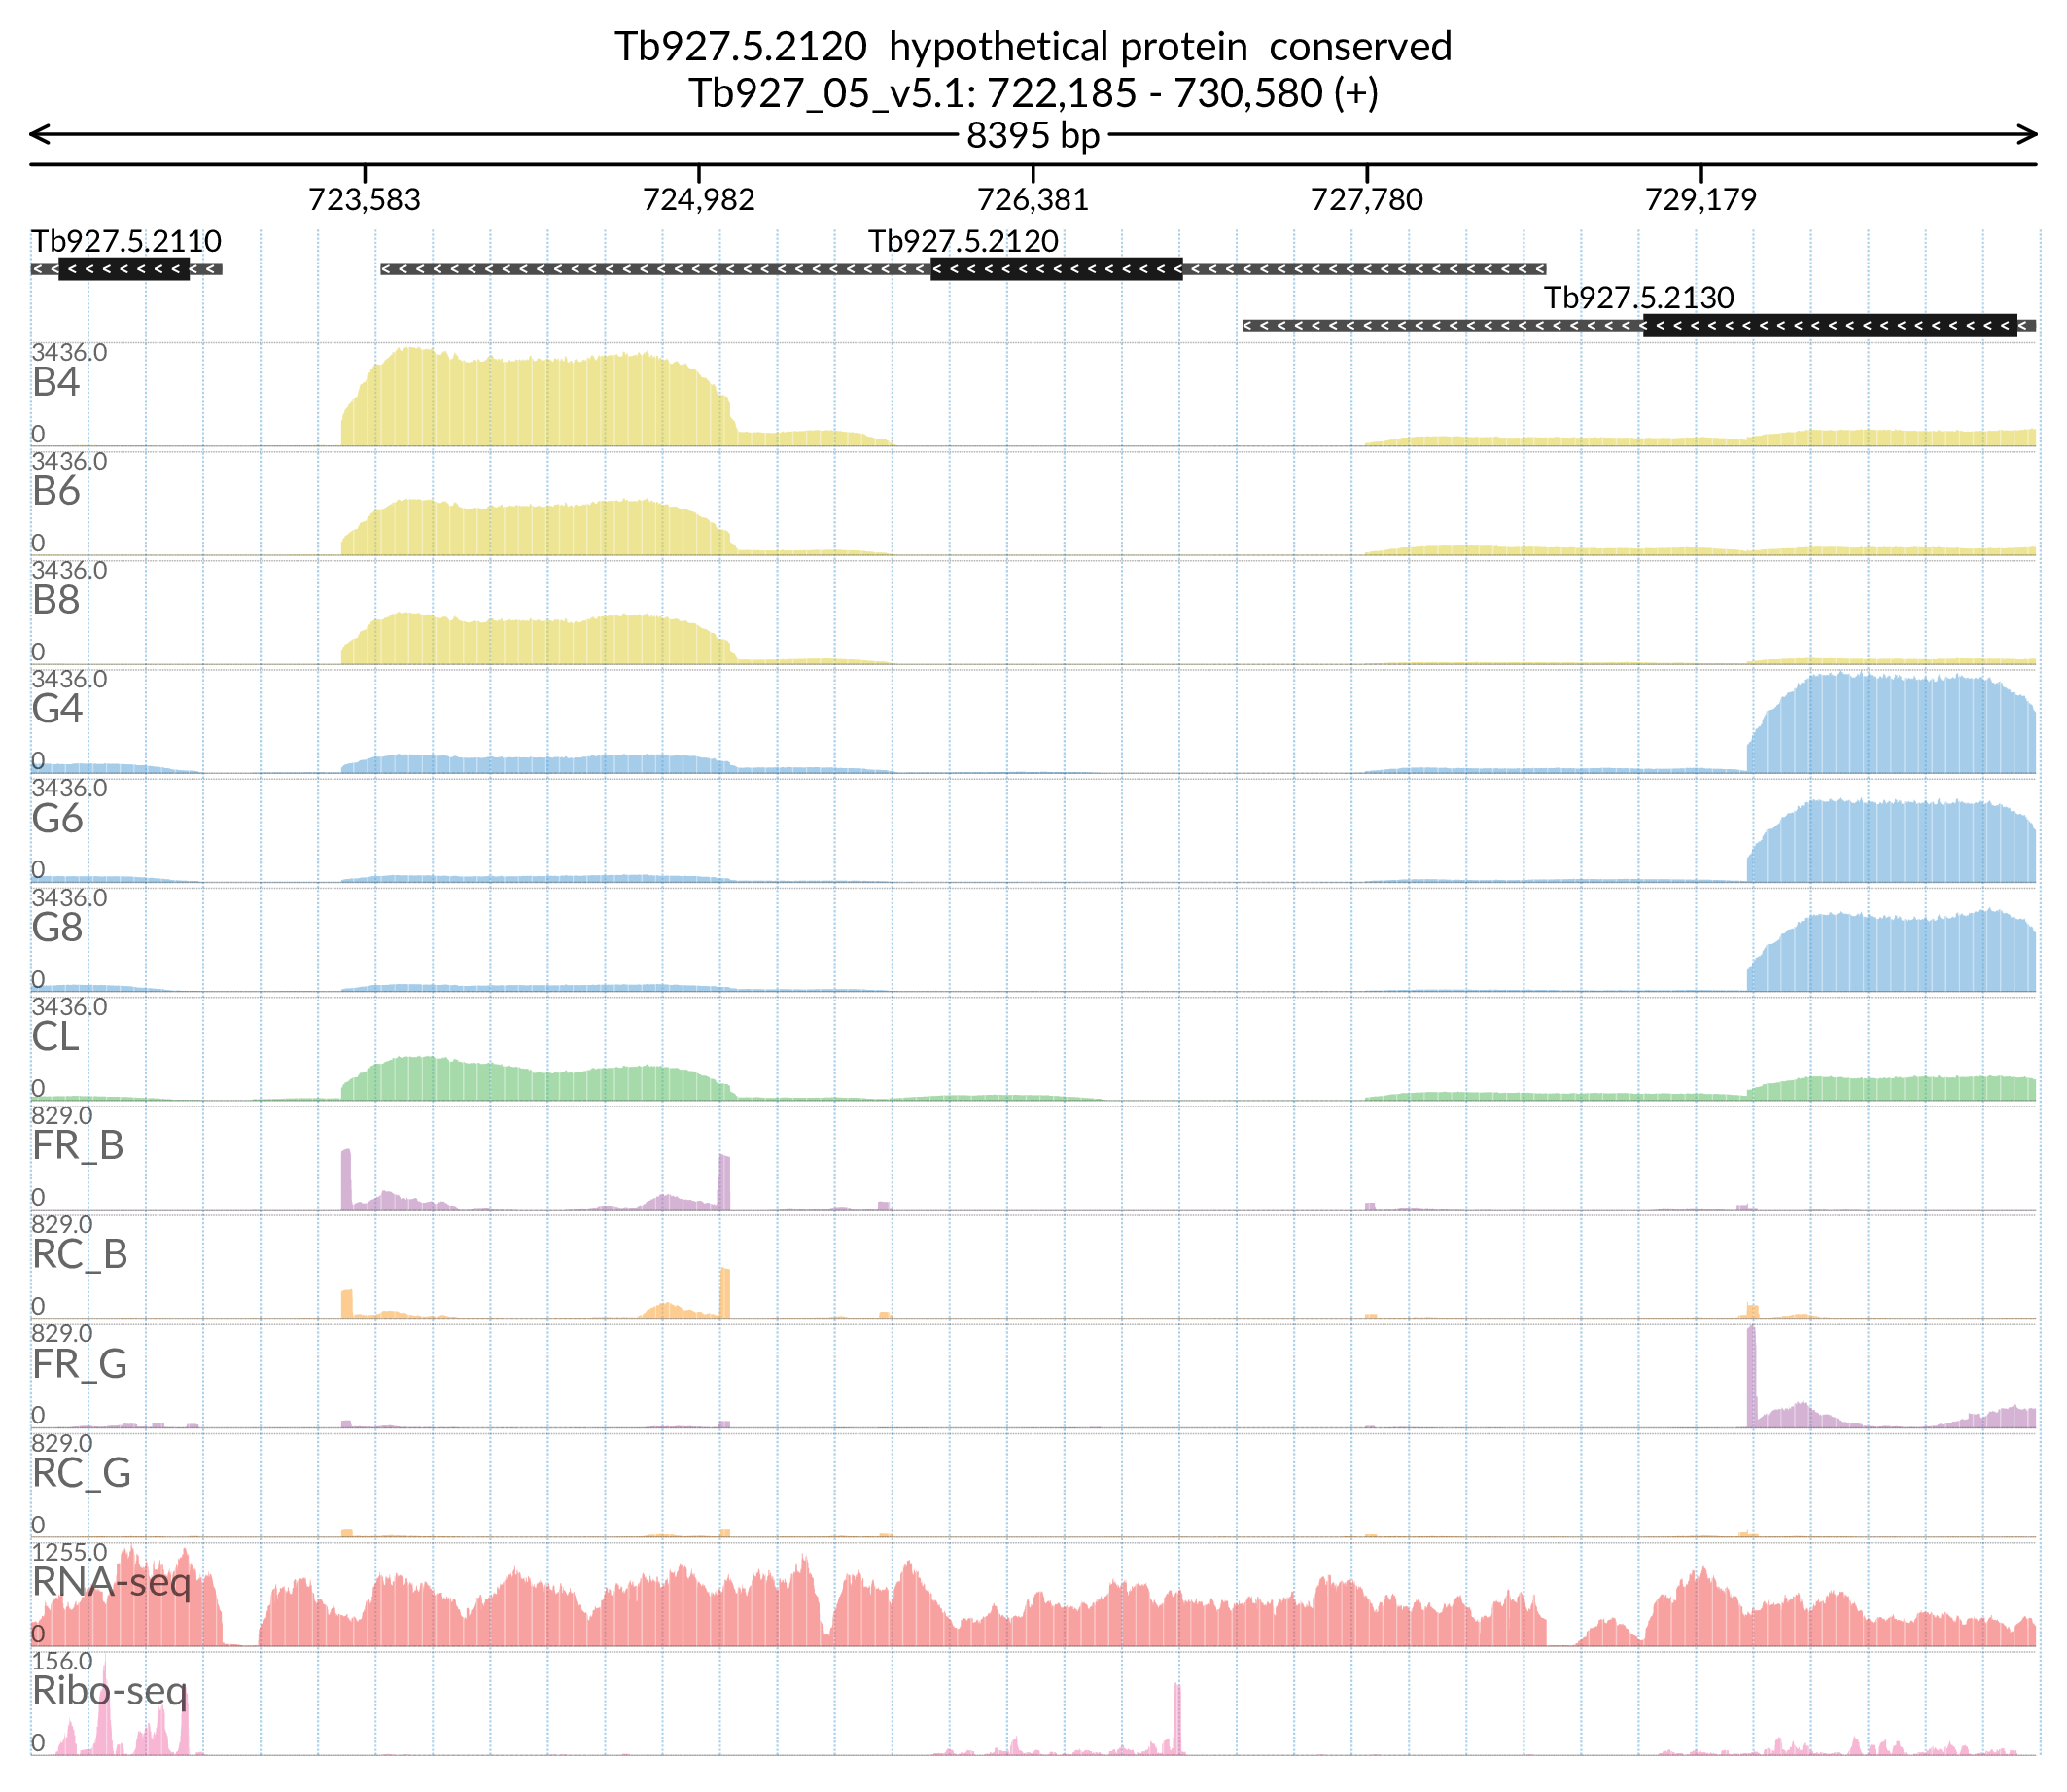 Tb927.5.2120  hypothetical protein  conserved
Tb927_05_v5.1: 722,185 - 730,580 (+)
8395 bp
723,583 724,982 726,381 727,780 729,179
Tb927.5.2110 Tb927.5.2120
Tb927.5.2130
3436.0
B4
0
3436.0
B6
0
3436.0
B8
0
3436.0
G4
0
3436.0
G6
0
3436.0
G8
0
3436.0
CL
0
829.0
FR_B
0
829.0
RC_B
0
829.0
FR_G
0
829.0
RC_G
0
1255.0
RNA-seq
0
156.0
Ribo-seq
0